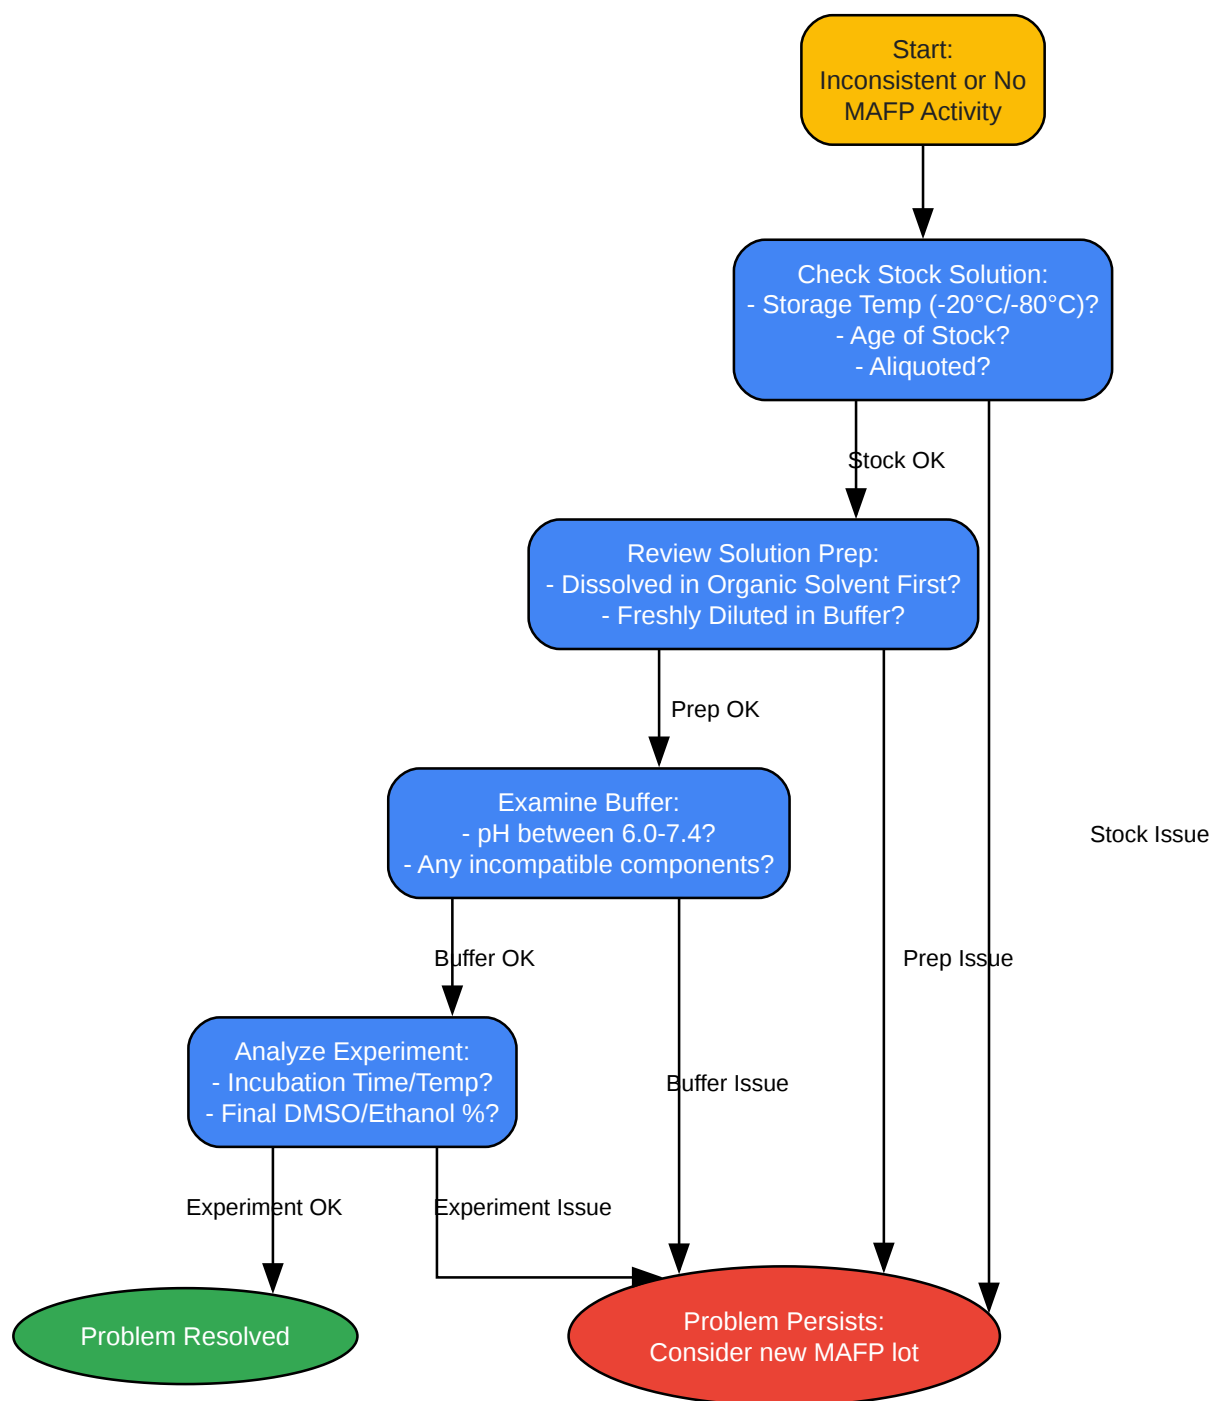 Start:
Inconsistent or No
MAFP Activity
Check Stock Solution:
- Storage Temp (-20°C/-80°C)?
- Age of Stock?
- Aliquoted?
Stock OK
Review Solution Prep:
- Dissolved in Organic Solvent First?
- Freshly Diluted in Buffer?
Prep OK
Examine Buffer:
- pH between 6.0-7.4?
- Any incompatible components?
Stock Issue
Buffer OK
Prep Issue
Analyze Experiment:
- Incubation Time/Temp?
- Final DMSO/Ethanol %?
Buffer Issue
Experiment OK
Experiment Issue
Problem Resolved
Problem Persists:
Consider new MAFP lot